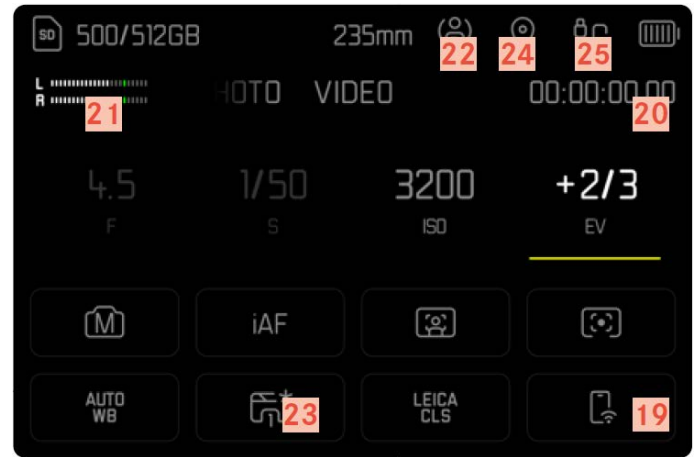 SD 500/512GB 235mm 22 24 25
L
R 21 HOTO VIDEO 00:00:00.00 20
4.5 1/50 3200 +2/3
F S ISO EV
M iAF
AUTO WB 23 LEICA CLS 19